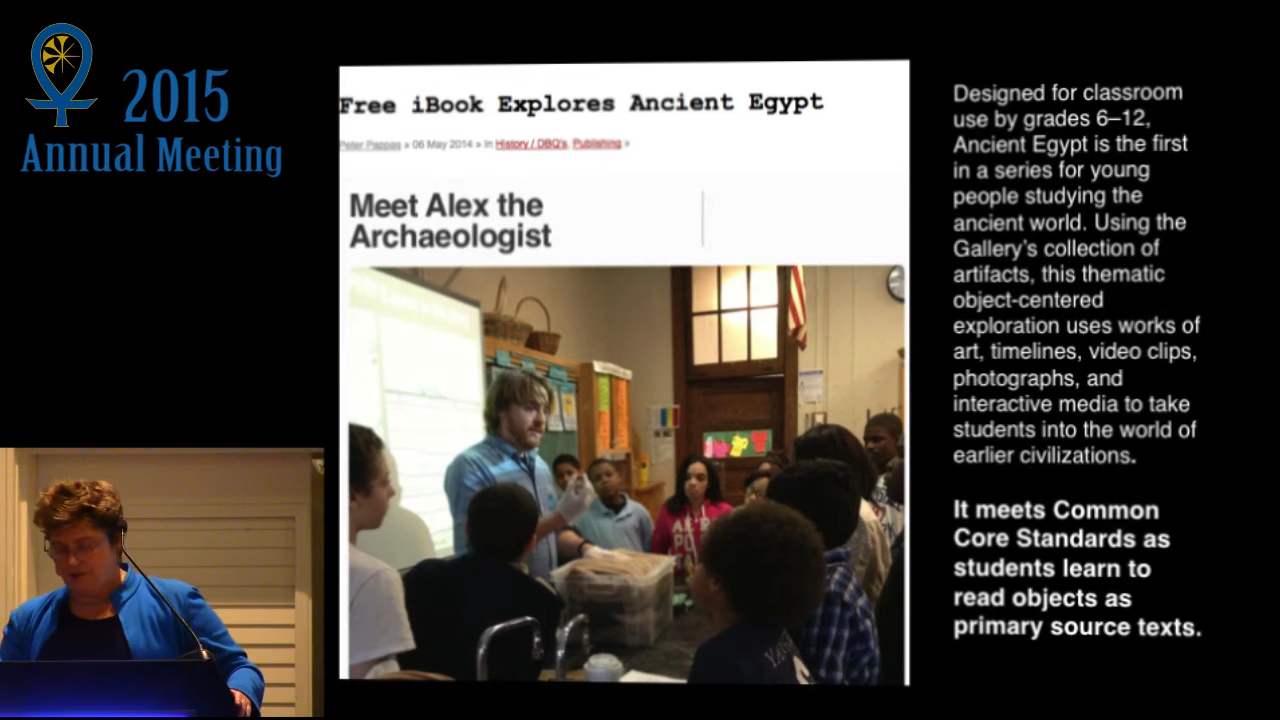 2015
Annual Meeting
Free iBook Explores Ancient Egypt
Peter Pappas » 06 May 2014 » In History / DBQ's, Publishing »
Meet Alex the
Archaeologist
Designed for classroom
use by grades 6–12,
Ancient Egypt is the first
in a series for young
people studying the
ancient world. Using the
Gallery's collection of
artifacts, this thematic
object-centered
exploration uses works of
art, timelines, video clips,
photographs, and
interactive media to take
students into the world of
earlier civilizations.
It meets Common
Core Standards as
students learn to
read objects as
primary source texts.